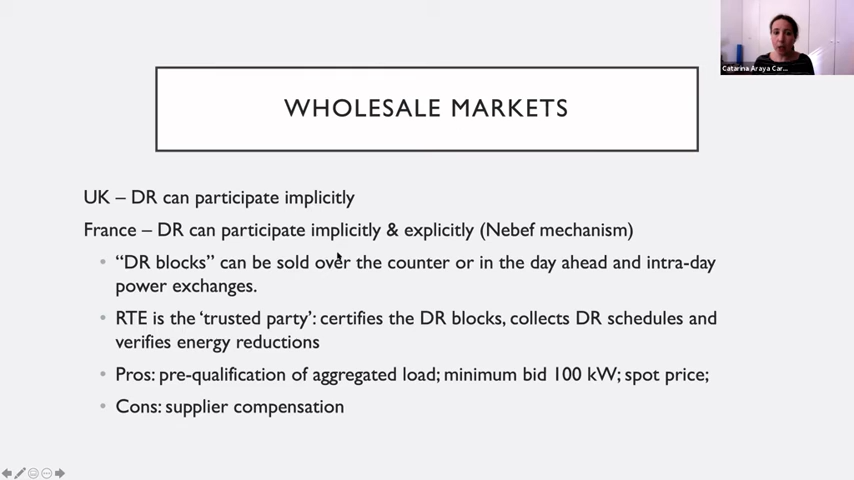 Catarina Araya Car...
WHOLESALE MARKETS
UK – DR can participate implicitly
France – DR can participate implicitly & explicitly (Nebef mechanism)
• “DR blocks” can be sold over the counter or in the day ahead and intra-day
power exchanges.
• RTE is the ‘trusted party’: certifies the DR blocks, collects DR schedules and
verifies energy reductions
• Pros: pre-qualification of aggregated load; minimum bid 100 kW; spot price;
• Cons: supplier compensation